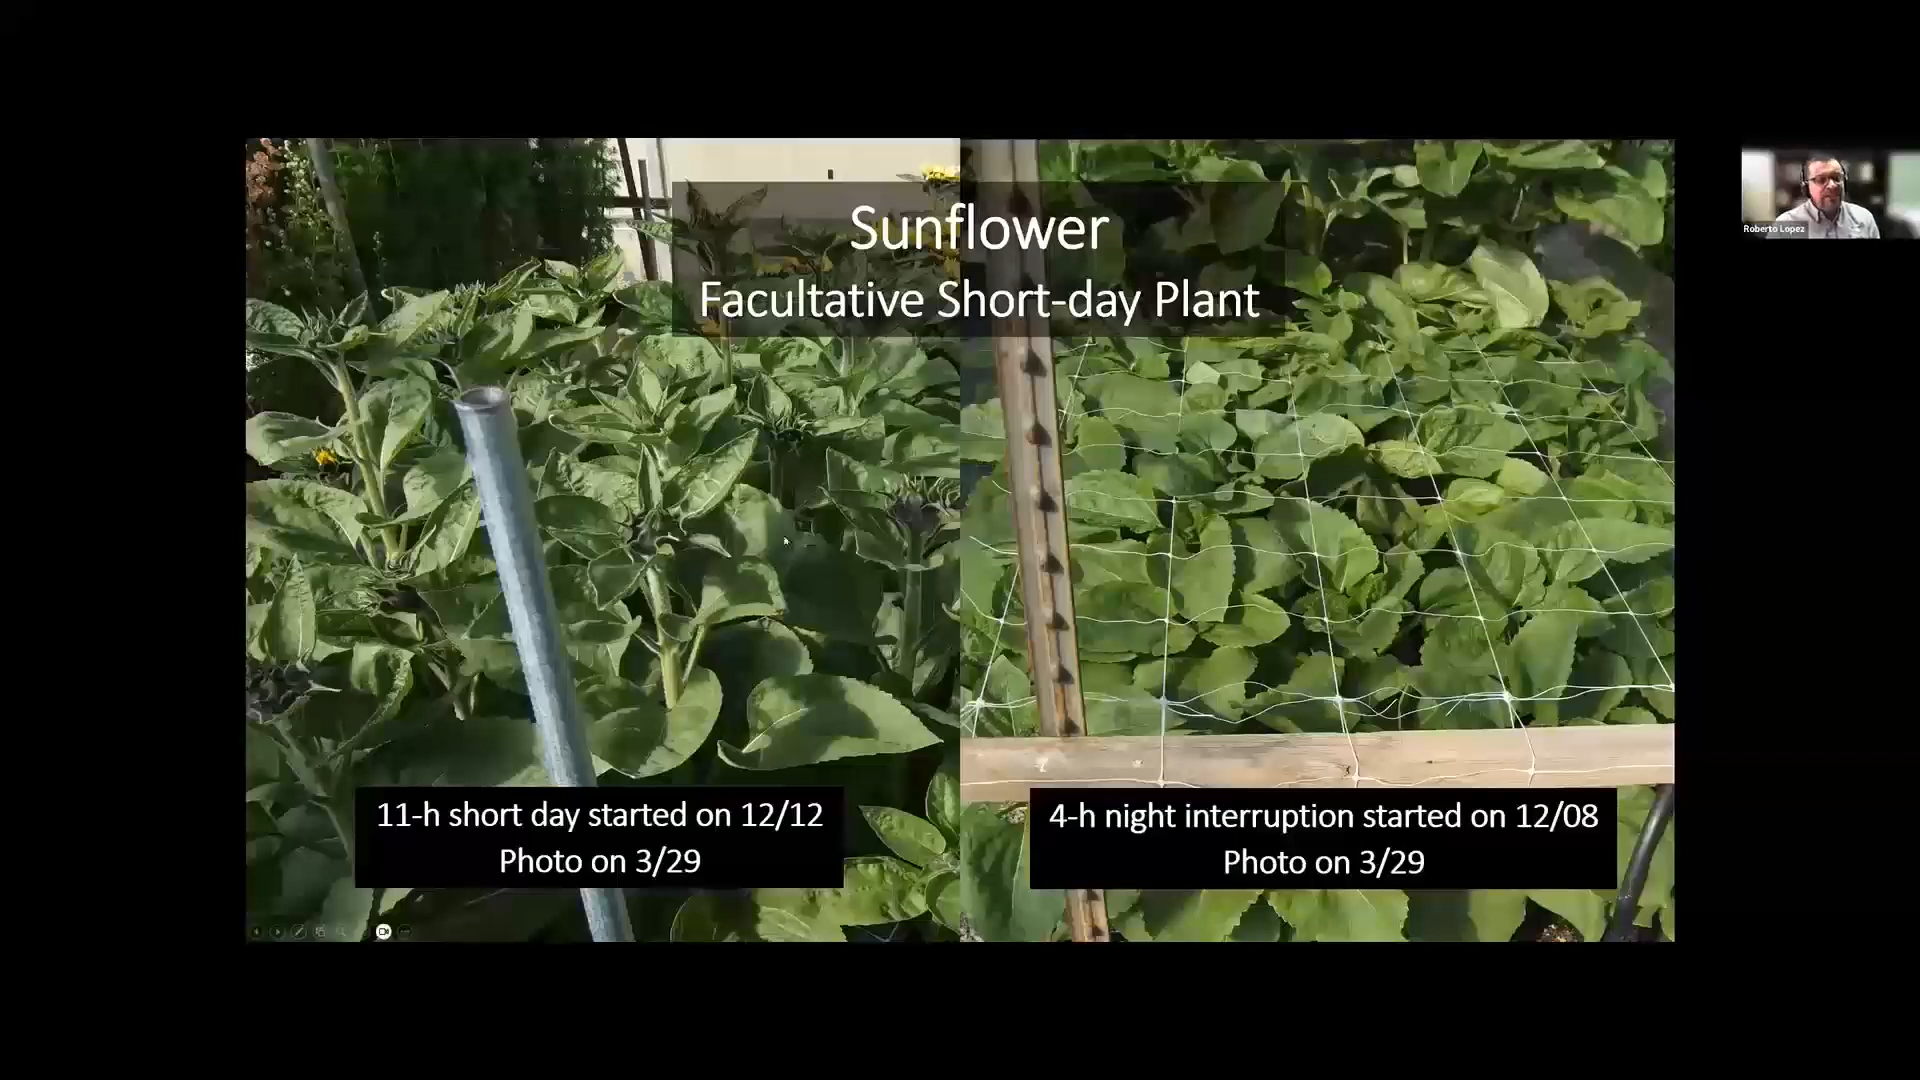 Sunflower
Facultative Short-day Plant
11-h short day started on 12/12
Photo on 3/29
4-h night interruption started on 12/08
Photo on 3/29
Roberto Lopez